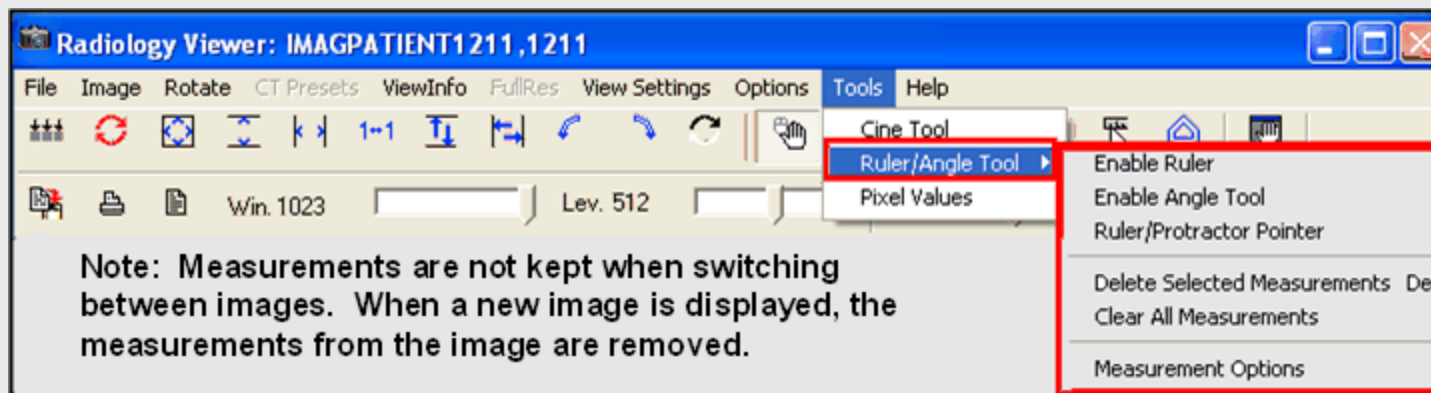 Radiology Viewer: IMAGPATIENT1211,1211
File Image Rotate CT Presets ViewInfo FullRes View Settings Options Tools Help
1↔1
Cine Tool
Ruler/Angle Tool
Pixel Values
Win. 1023
Lev. 512
Enable Ruler
Enable Angle Tool
Ruler/Protractor Pointer
Delete Selected Measurements De
Clear All Measurements
Measurement Options
Note: Measurements are not kept when switching
between images. When a new image is displayed, the
measurements from the image are removed.